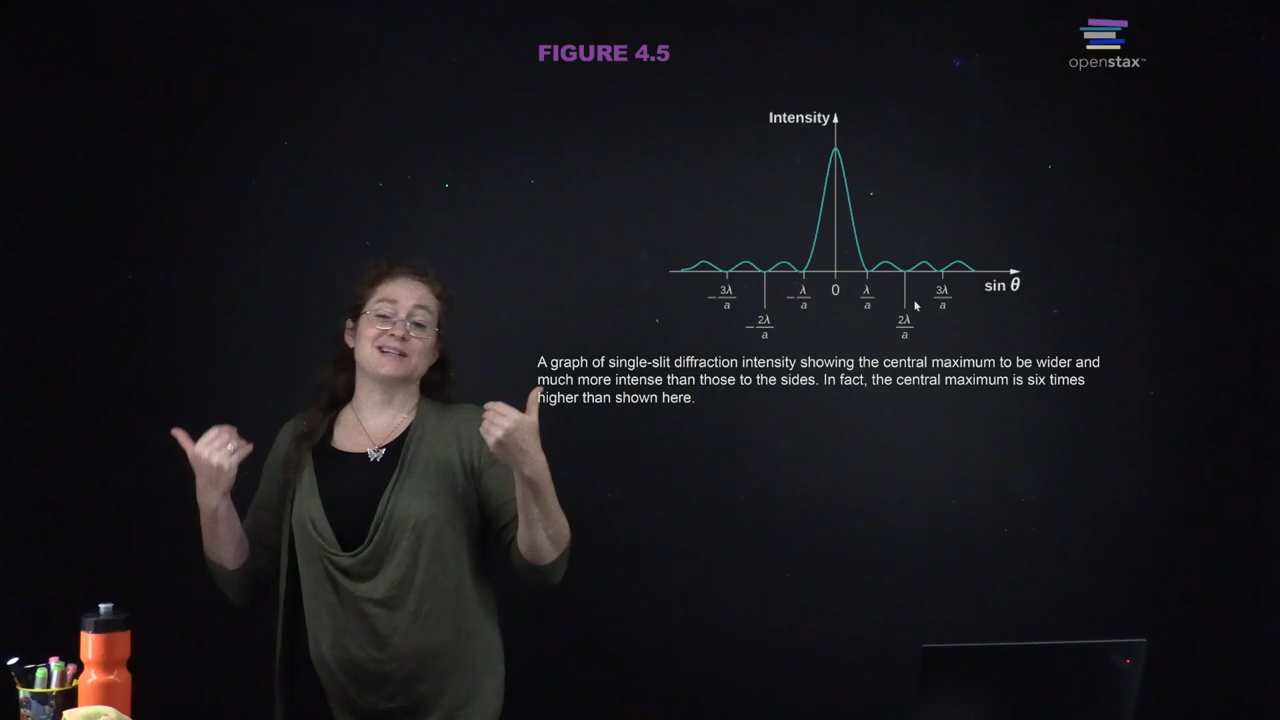 FIGURE 4.5
openstax™
Intensity
sin θ
−3λ/a
−2λ/a
−λ/a
0
λ/a
2λ/a
3λ/a
A graph of single-slit diffraction intensity showing the central maximum to be wider and
much more intense than those to the sides. In fact, the central maximum is six times
higher than shown here.